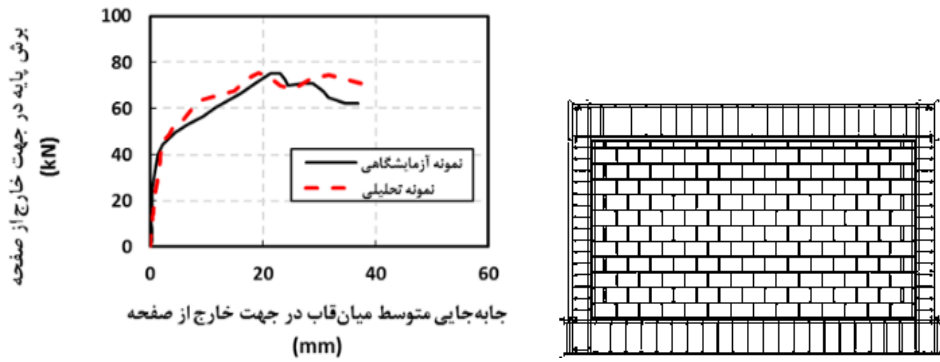 برش پایه در جهت خارج از صفحه
(kN)
100
80
60
40
20
0
نمونه آزمایشگاهی
نمونه تحلیلی
0 20 40 60
جابه‌جایی متوسط میان‌قاب در جهت خارج از صفحه
(mm)